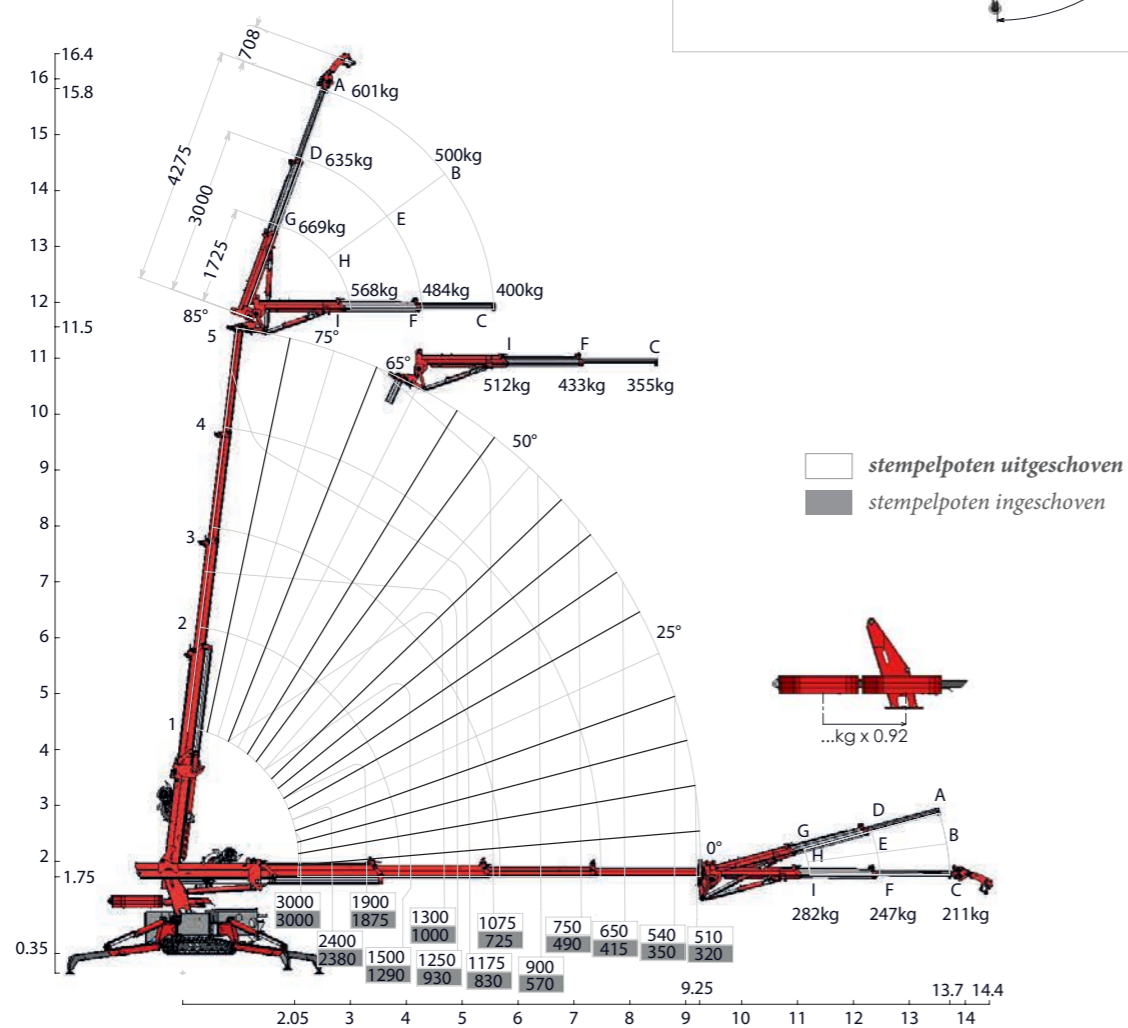 708
16.4
16
15.8
A 601kg
15
4275
D 635kg
500kg
B
14
3000
G 669kg
E
13
1725
H
12
568kg 484kg 400kg
85°
I F C
11.5
5
75°
11
65°
I F C
512kg 433kg 355kg
10
4
50°
9
stempelpoten uitgeschoven
8
stempelpoten ingeschoven
3
7
2
6
25°
5
1
...kg x 0.92
4
3
A
D
G
B
E
0°
H
2
1.75
I F C
282kg 247kg 211kg
3000 1900 1300 1075 750 650 540 510
3000 1875 1000 725 490 415 350 320
0.35
2400 1500 1250 1175 900
2380 1290 930 830 570
9.25 13.7 14.4
2.05 3 4 5 6 7 8 9 10 11 12 13 14